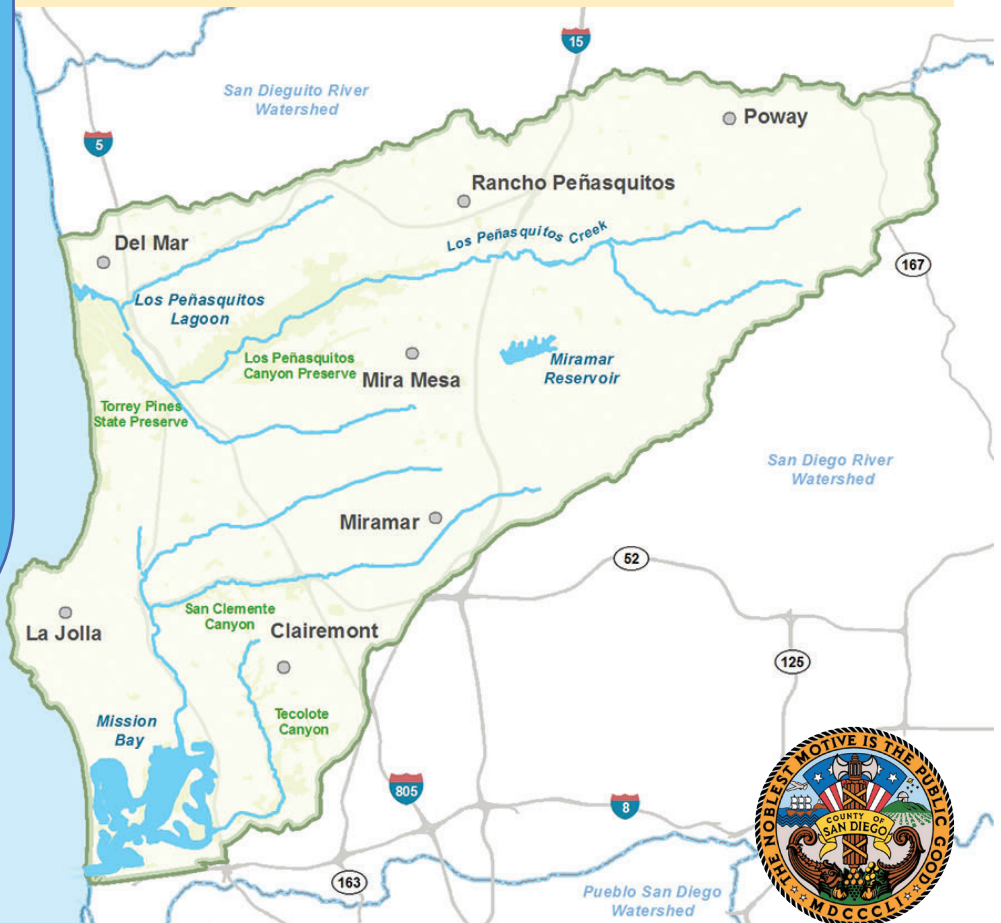 15
San Dieguito River
Watershed
5
Poway
Rancho Peñasquitos
Los Peñasquitos Creek
Del Mar
167
Los Peñasquitos
Lagoon
Los Peñasquitos
Canyon Preserve
Mira Mesa
Miramar
Reservoir
Torrey Pines
State Preserve
San Diego River
Watershed
Miramar
52
San Clemente
Canyon
La Jolla
Clairemont
125
Mission
Bay
Tecolote
Canyon
805
8
163
Pueblo San Diego
Watershed
THE NOBLEST MOTIVE IS THE PUBLIC GOOD
COUNTY OF
SAN DIEGO
MDCCCLII